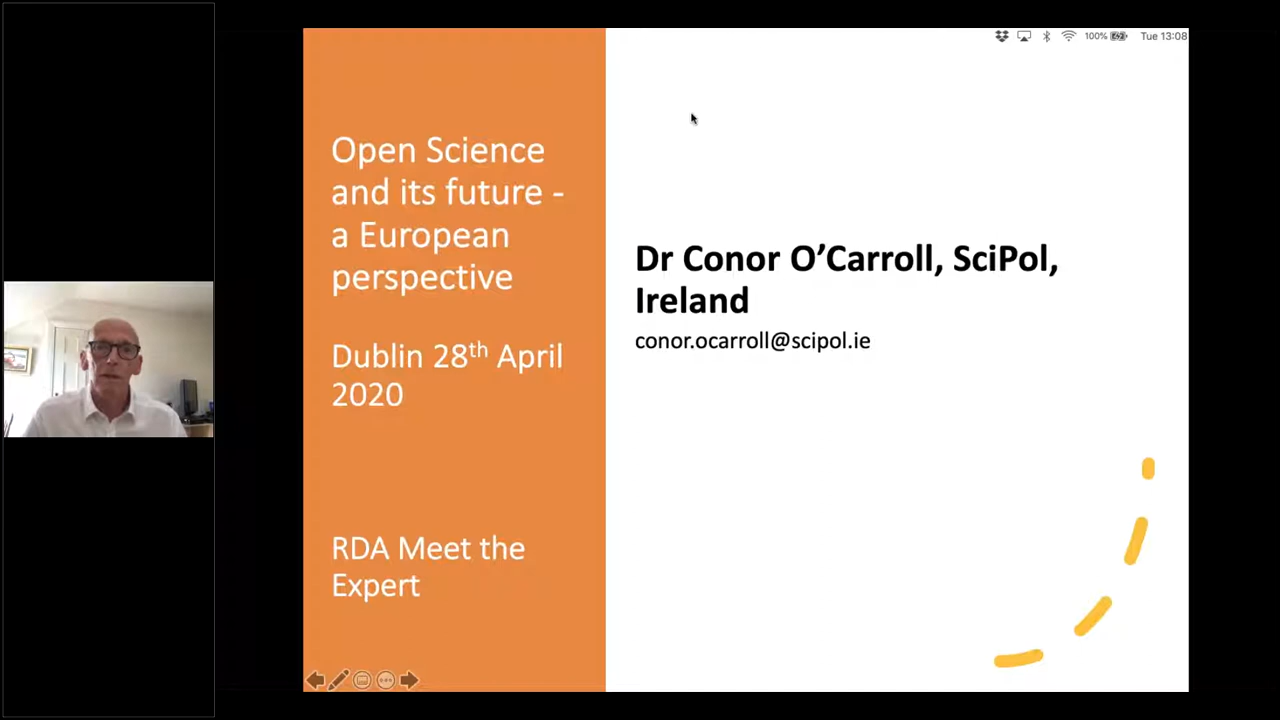 100% Tue 13:08
Open Science
and its future -
a European
perspective
Dublin 28th April
2020
RDA Meet the
Expert
Dr Conor O’Carroll, SciPol,
Ireland
conor.ocarroll@scipol.ie